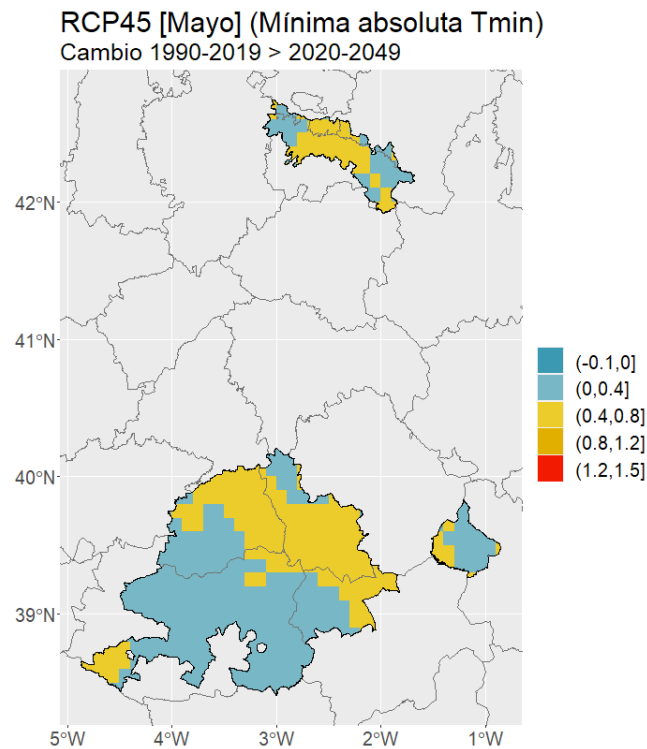 RCP45 [Mayo] (Mínima absoluta Tmin)
Cambio 1990-2019 > 2020-2049
42°N
41°N
40°N
39°N
5°W 4°W 3°W 2°W 1°W
(-0.1,0]
(0,0.4]
(0.4,0.8]
(0.8,1.2]
(1.2,1.5]